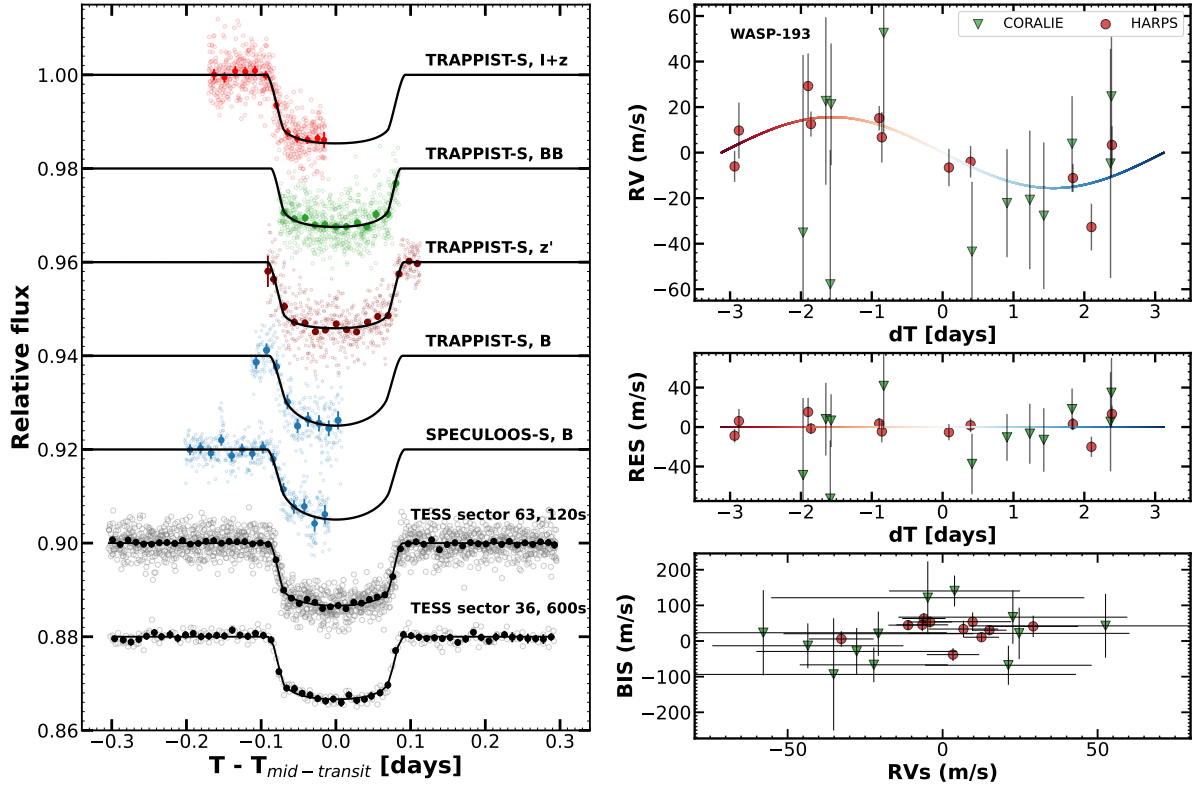 Relative flux
1.00
0.98
0.96
0.94
0.92
0.90
0.88
0.86
TRAPPIST-S, I+z
TRAPPIST-S, BB
TRAPPIST-S, z'
TRAPPIST-S, B
SPECULOOS-S, B
TESS sector 63, 120s
TESS sector 36, 600s
−0.3 −0.2 −0.1 0.0 0.1 0.2 0.3
T - Tmid−transit [days]
WASP-193
CORALIE HARPS
RV (m/s)
60
40
20
0
−20
−40
−60
−3 −2 −1 0 1 2 3
dT [days]
RES (m/s)
40
0
−40
−3 −2 −1 0 1 2 3
dT [days]
BIS (m/s)
200
100
0
−100
−200
−50 0 50
RVs (m/s)